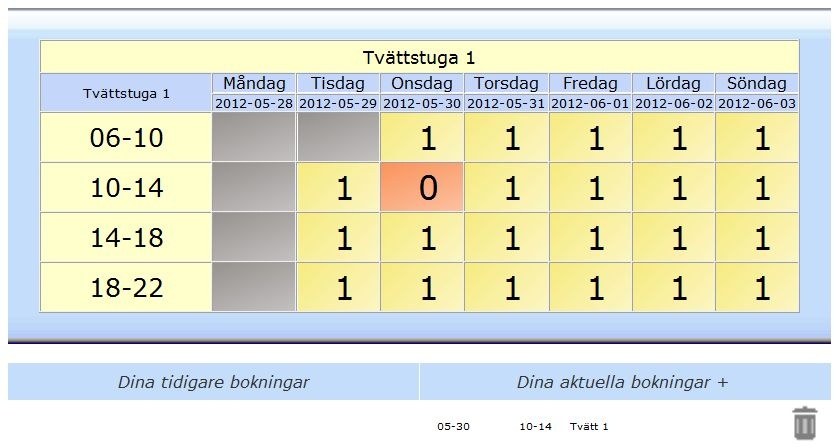 Tvättstuga 1
Tvättstuga 1 Måndag Tisdag Onsdag Torsdag Fredag Lördag Söndag
2012-05-28 2012-05-29 2012-05-30 2012-05-31 2012-06-01 2012-06-02 2012-06-03
06-10 1 1 1 1 1
10-14 1 0 1 1 1 1
14-18 1 1 1 1 1 1
18-22 1 1 1 1 1 1
Dina tidigare bokningar Dina aktuella bokningar +
05-30 10-14 Tvätt 1